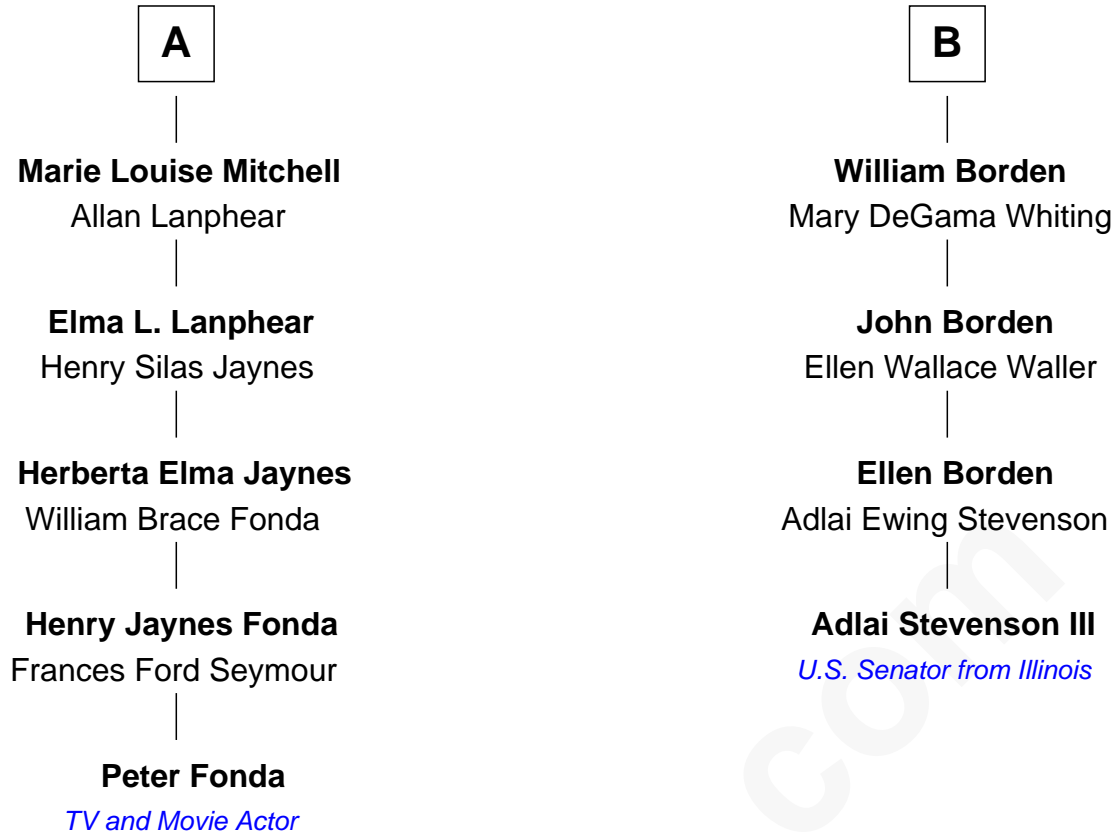 A
Marie Louise Mitchell
Allan Lanphear
Elma L. Lanphear
Henry Silas Jaynes
Herberta Elma Jaynes
William Brace Fonda
Henry Jaynes Fonda
Frances Ford Seymour
Peter Fonda
TV and Movie Actor
B
William Borden
Mary DeGama Whiting
John Borden
Ellen Wallace Waller
Ellen Borden
Adlai Ewing Stevenson
Adlai Stevenson III
U.S. Senator from Illinois
com